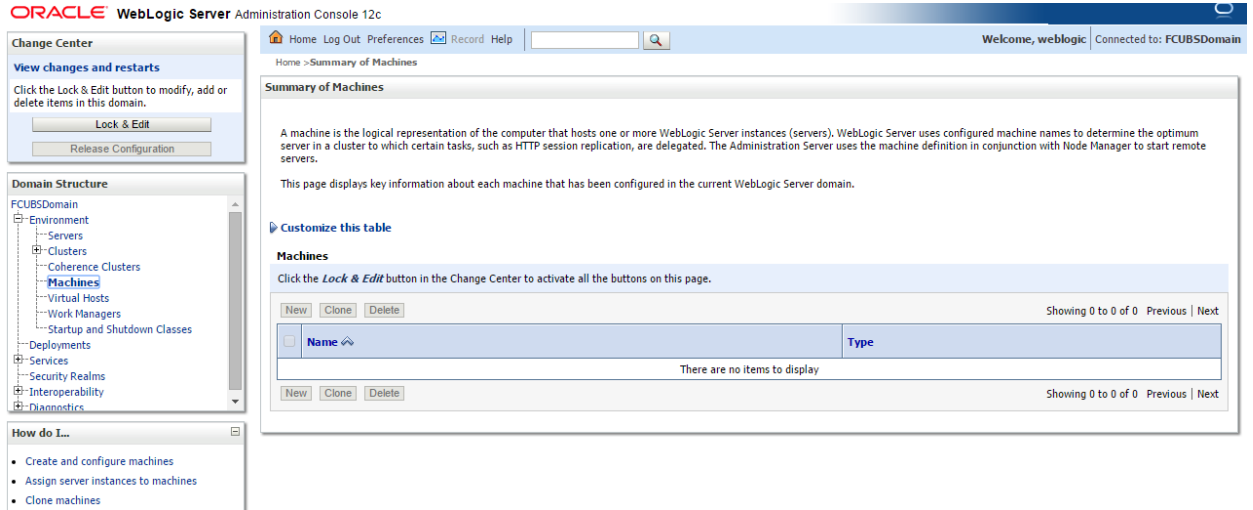 ORACLE WebLogic Server Administration Console 12c
Change Center
View changes and restarts
Click the Lock & Edit button to modify, add or
delete items in this domain.
Lock & Edit
Release Configuration
Domain Structure
FCUBSDomain
Environment
Servers
Clusters
Coherence Clusters
Machines
Virtual Hosts
Work Managers
Startup and Shutdown Classes
Deployments
Services
Security Realms
Interoperability
Diagnostics
How do I...
Create and configure machines
Assign server instances to machines
Clone machines
Home Log Out Preferences Record Help
Welcome, weblogic Connected to: FCUBSDomain
Home >Summary of Machines
Summary of Machines
A machine is the logical representation of the computer that hosts one or more WebLogic Server instances (servers). WebLogic Server uses configured machine names to determine the optimum
server in a cluster to which certain tasks, such as HTTP session replication, are delegated. The Administration Server uses the machine definition in conjunction with Node Manager to start remote
servers.
This page displays key information about each machine that has been configured in the current WebLogic Server domain.
Customize this table
Machines
Click the Lock & Edit button in the Change Center to activate all the buttons on this page.
New Clone Delete Showing 0 to 0 of 0 Previous | Next
Name Type
There are no items to display
New Clone Delete Showing 0 to 0 of 0 Previous | Next